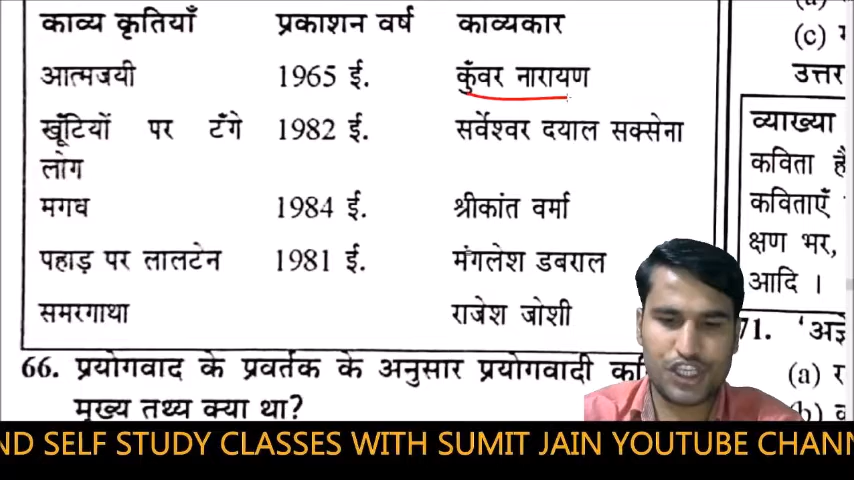 काव्य कृतियाँ प्रकाशन वर्ष काव्यकार
आत्मजयी 1965 ई. कुँवर नारायण
खूँटियों पर टँगे 1982 ई. सर्वेश्वर दयाल सक्सेना
लोग
मगध 1984 ई. श्रीकांत वर्मा
पहाड़ पर लालटेन 1981 ई. मंगलेश डबराल
समरगाथा राजेश जोशी
66. प्रयोगवाद के प्रवर्तक के अनुसार प्रयोगवादी
मुख्य तथ्य क्या था?
(c)
उत्तर
व्याख्या
कविता है
कविताएँ
क्षण भर,
आदि ।
71. 'अज्ञे
(a)
(b)
ND SELF STUDY CLASSES WITH SUMIT JAIN YOUTUBE CHANN